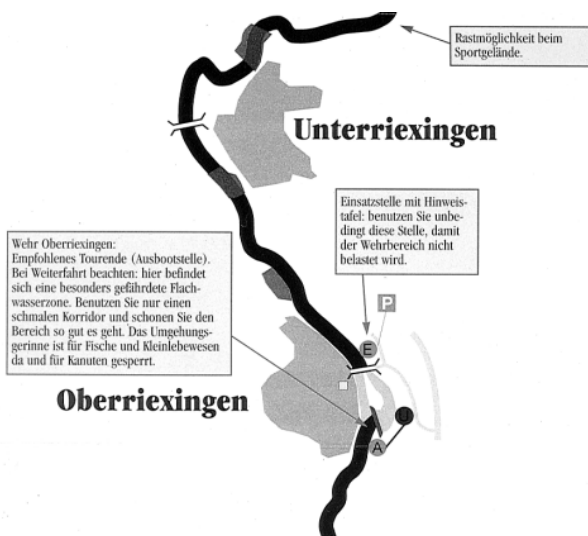 Rastmöglichkeit beim
Sportgelände.
Unterriexingen
Einsatzstelle mit Hinweis-
tafel: benutzen Sie unbe-
dingt diese Stelle, damit
der Wehrbereich nicht
belastet wird.
Wehr Oberriexingen:
Empfohlenes Tourende (Ausbootstelle).
Bei Weiterfahrt beachten: hier befindet
sich eine besonders gefährdete Flach-
wasserzone. Benutzen Sie nur einen
schmalen Korridor und schonen Sie den
Bereich so gut es geht. Das Umgehungs-
gerinne ist für Fische und Kleinlebewesen
da und für Kanuten gesperrt.
P
E
Oberriexingen
U
A